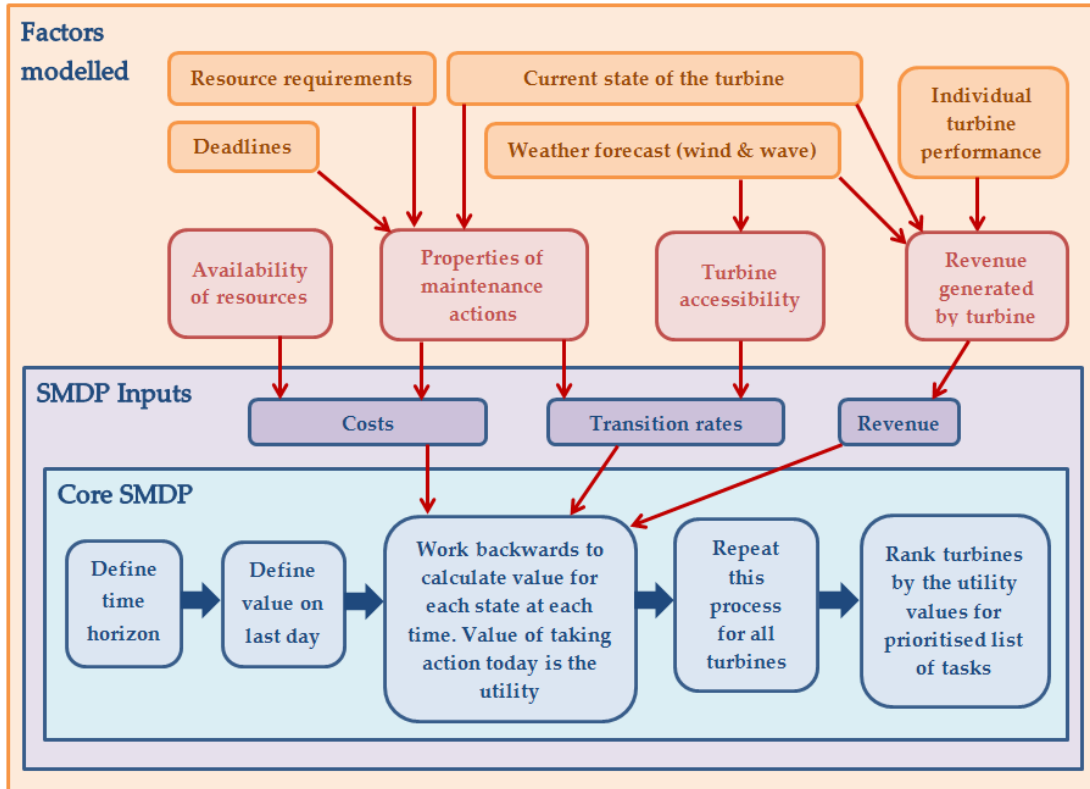 Factors
modelled
Resource requirements
Current state of the turbine
Individual
turbine
performance
Deadlines
Weather forecast (wind & wave)
Availability
of resources
Properties of
maintenance
actions
Turbine
accessibility
Revenue
generated
by turbine
SMDP Inputs
Costs
Transition rates
Revenue
Core SMDP
Define
time
horizon
Define
value on
last day
Work backwards to
calculate value for
each state at each
time. Value of taking
action today is the
utility
Repeat
this
process
for all
turbines
Rank turbines
by the utility
values for
prioritised list
of tasks